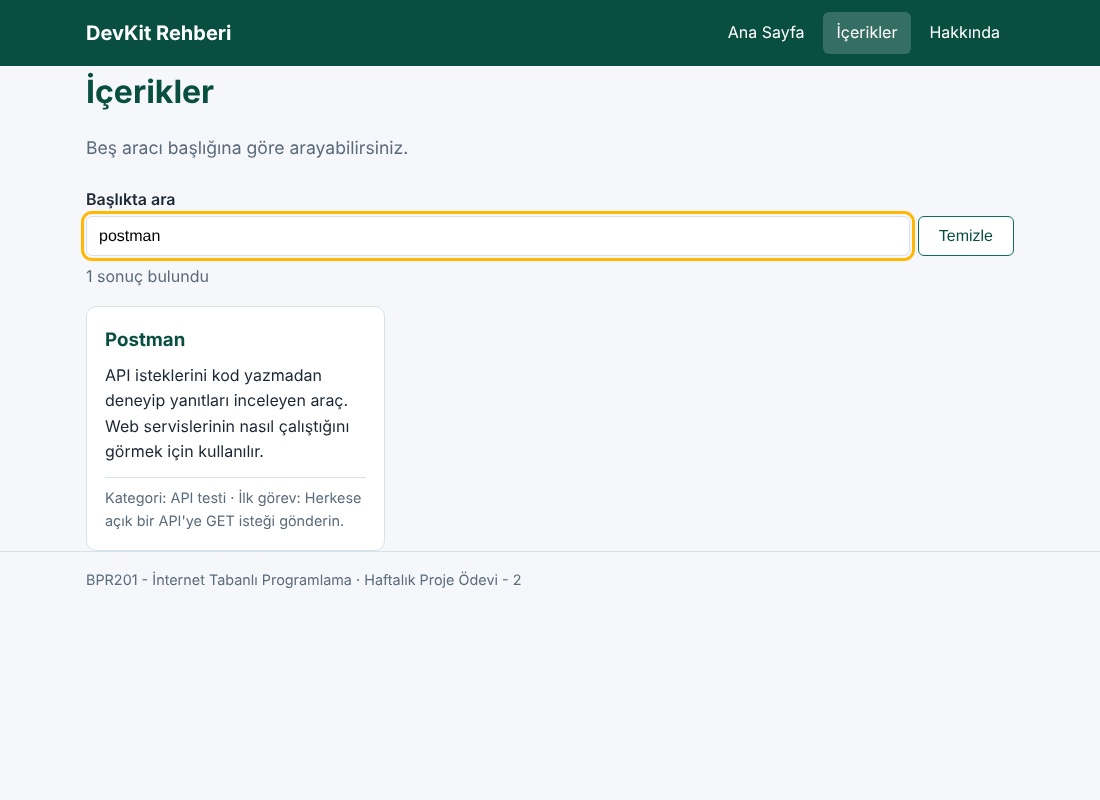 DevKit Rehberi
Ana Sayfa
İçerikler
Hakkında
İçerikler
Beş aracı başlığına göre arayabilirsiniz.
Başlıkta ara
postman
Temizle
1 sonuç bulundu
Postman
API isteklerini kod yazmadan
deneyip yanıtları inceleyen araç.
Web servislerinin nasıl çalıştığını
görmek için kullanılır.
Kategori: API testi · İlk görev: Herkese
açık bir API'ye GET isteği gönderin.
BPR201 - İnternet Tabanlı Programlama · Haftalık Proje Ödevi - 2